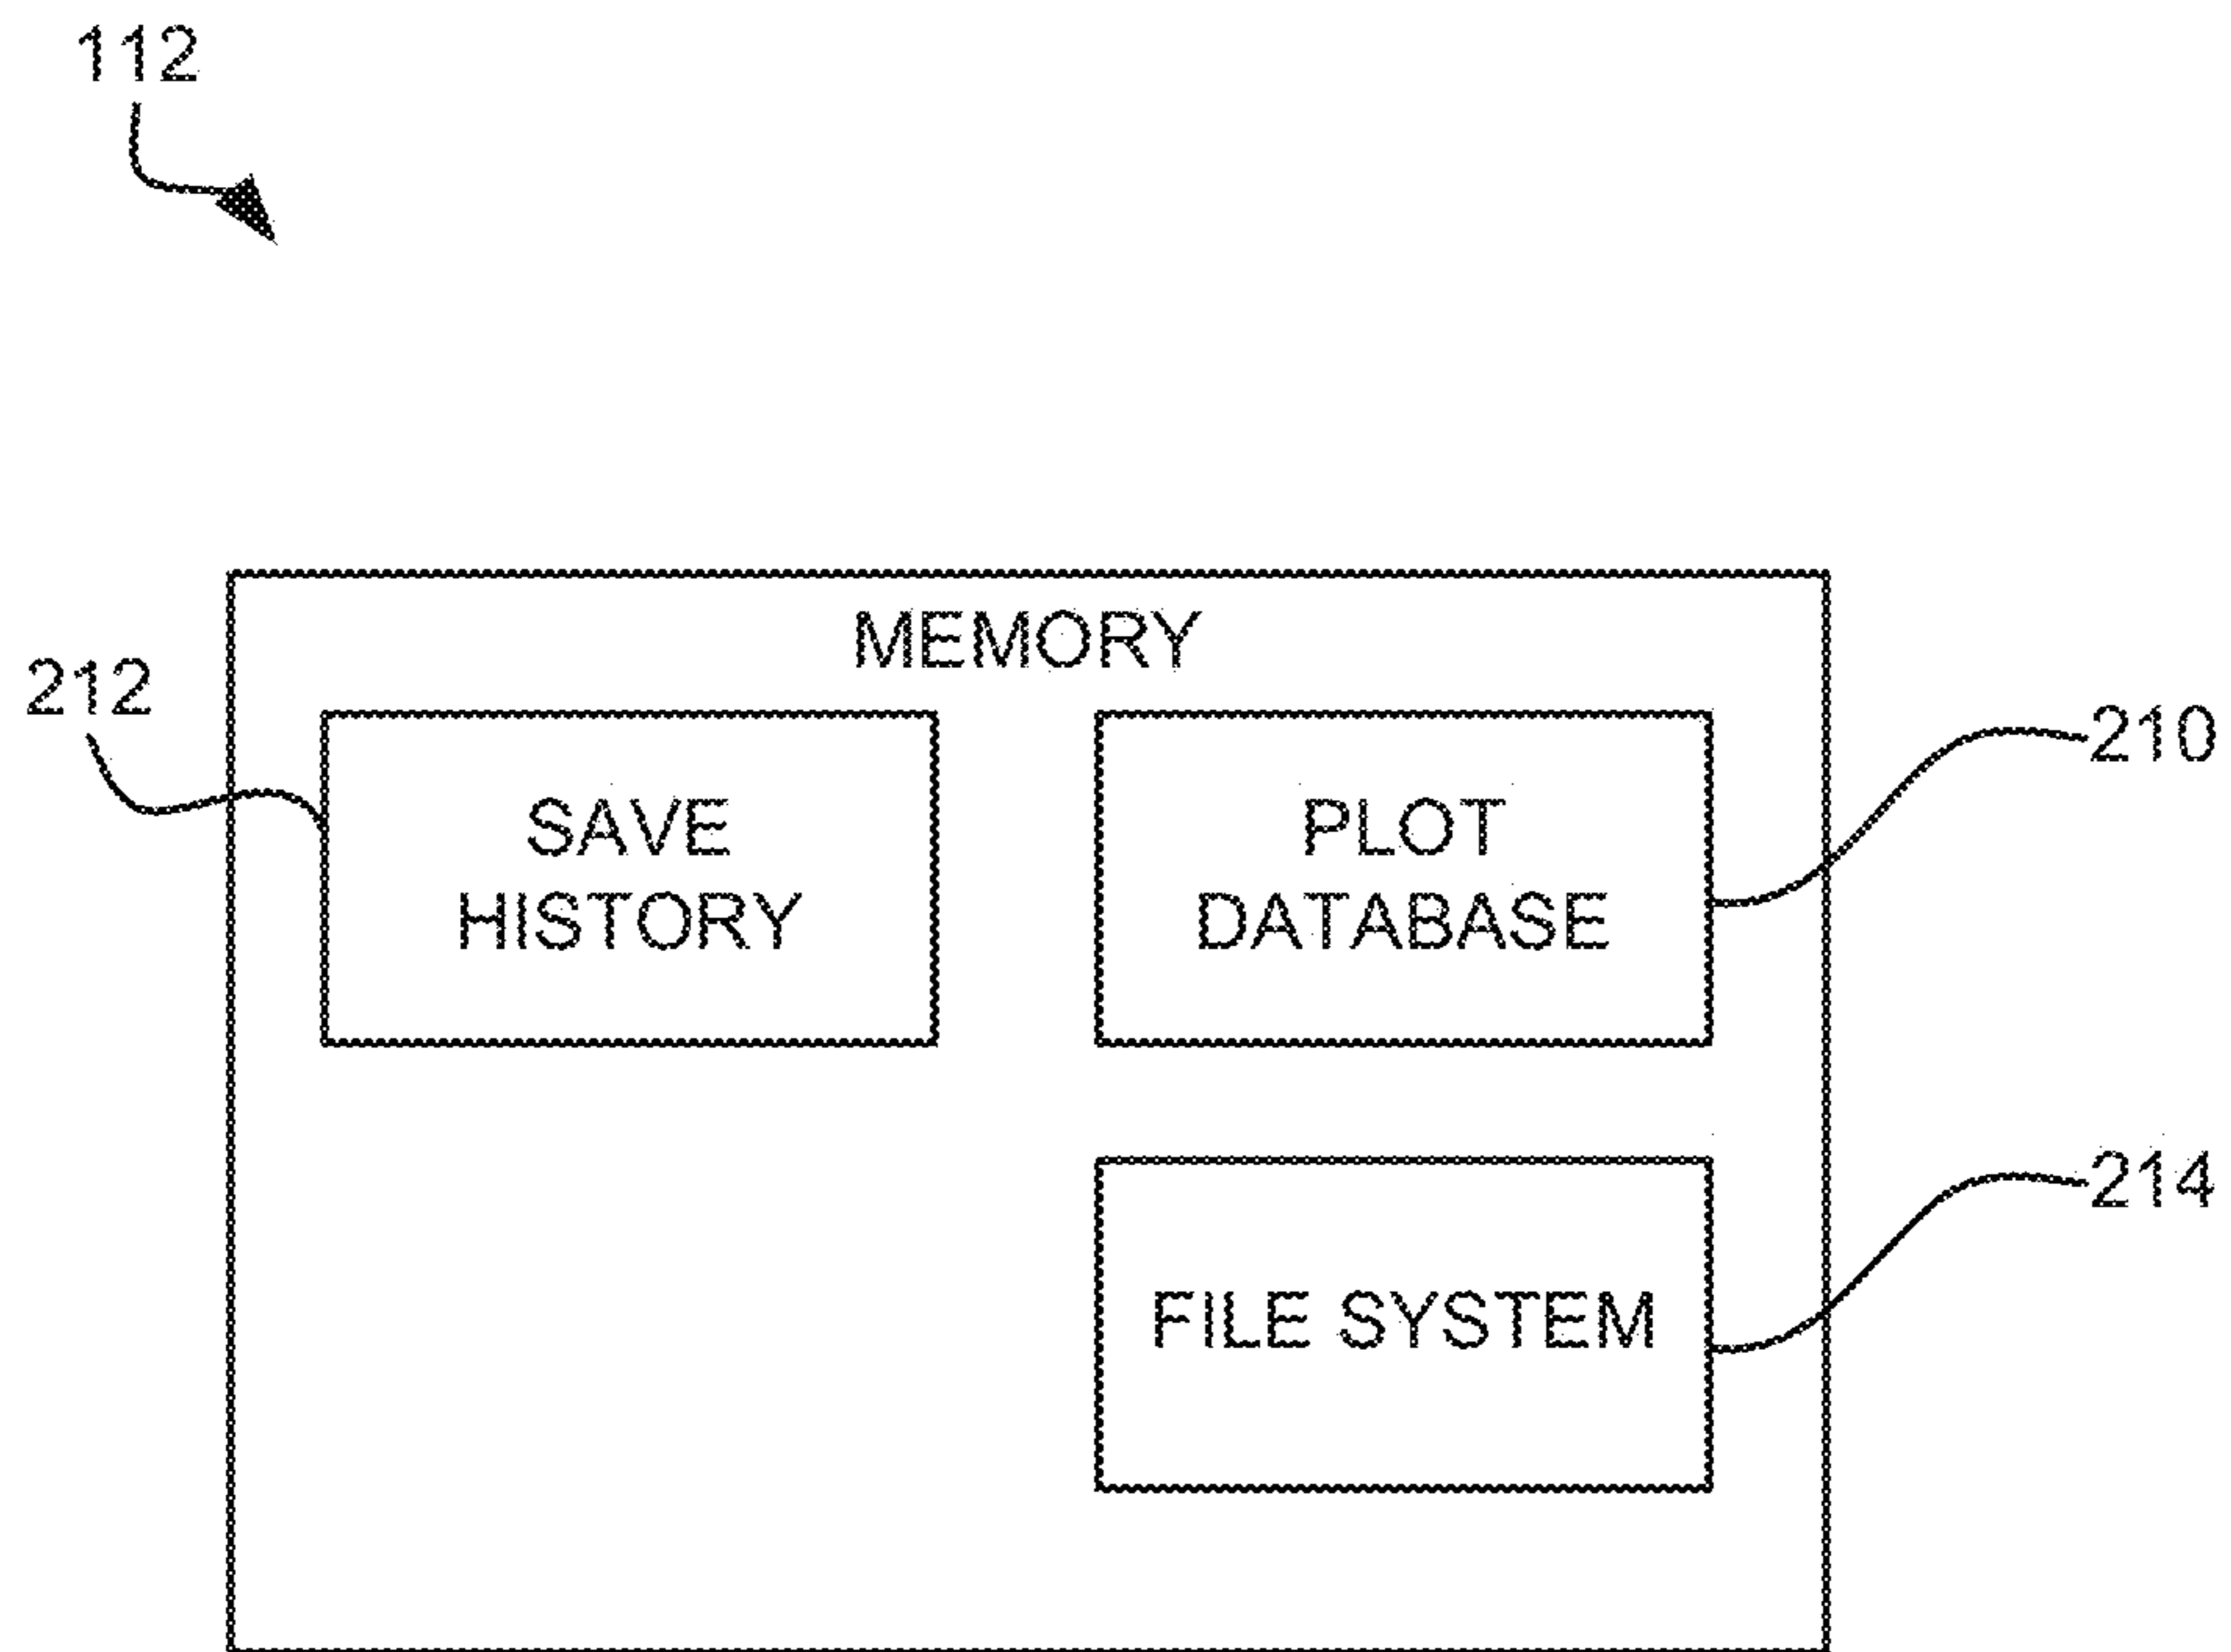 112
MEMORY
212
210
SAVE
HISTORY
PLOT
DATABASE
214
FILE SYSTEM